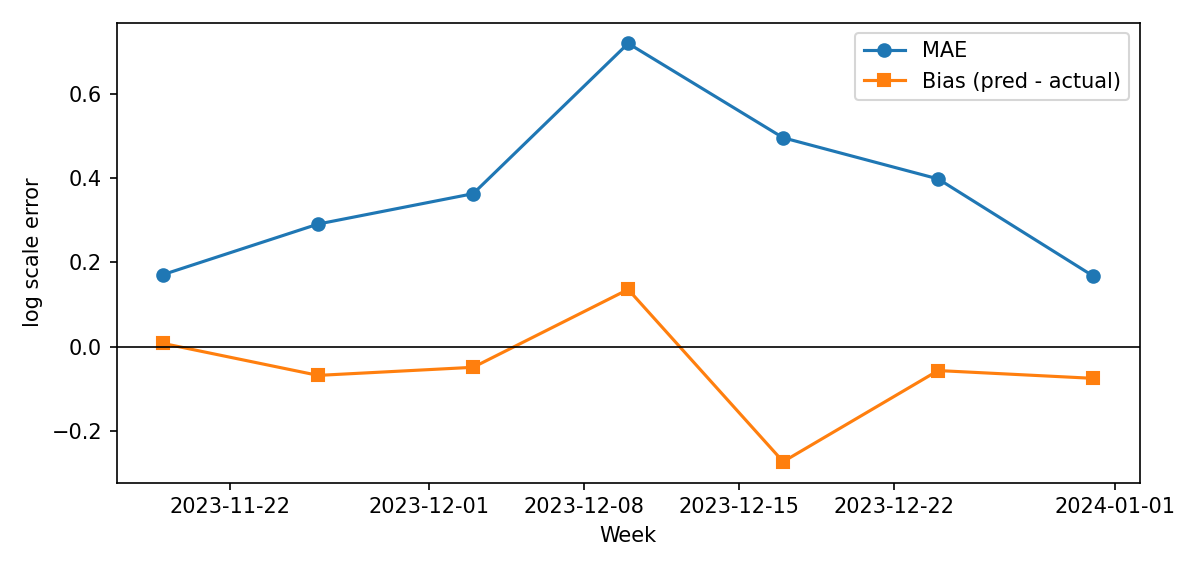 MAE
Bias (pred - actual)
log scale error
0.6
0.4
0.2
0.0
−0.2
2023-11-22
2023-12-01
2023-12-08
2023-12-15
2023-12-22
2024-01-01
Week